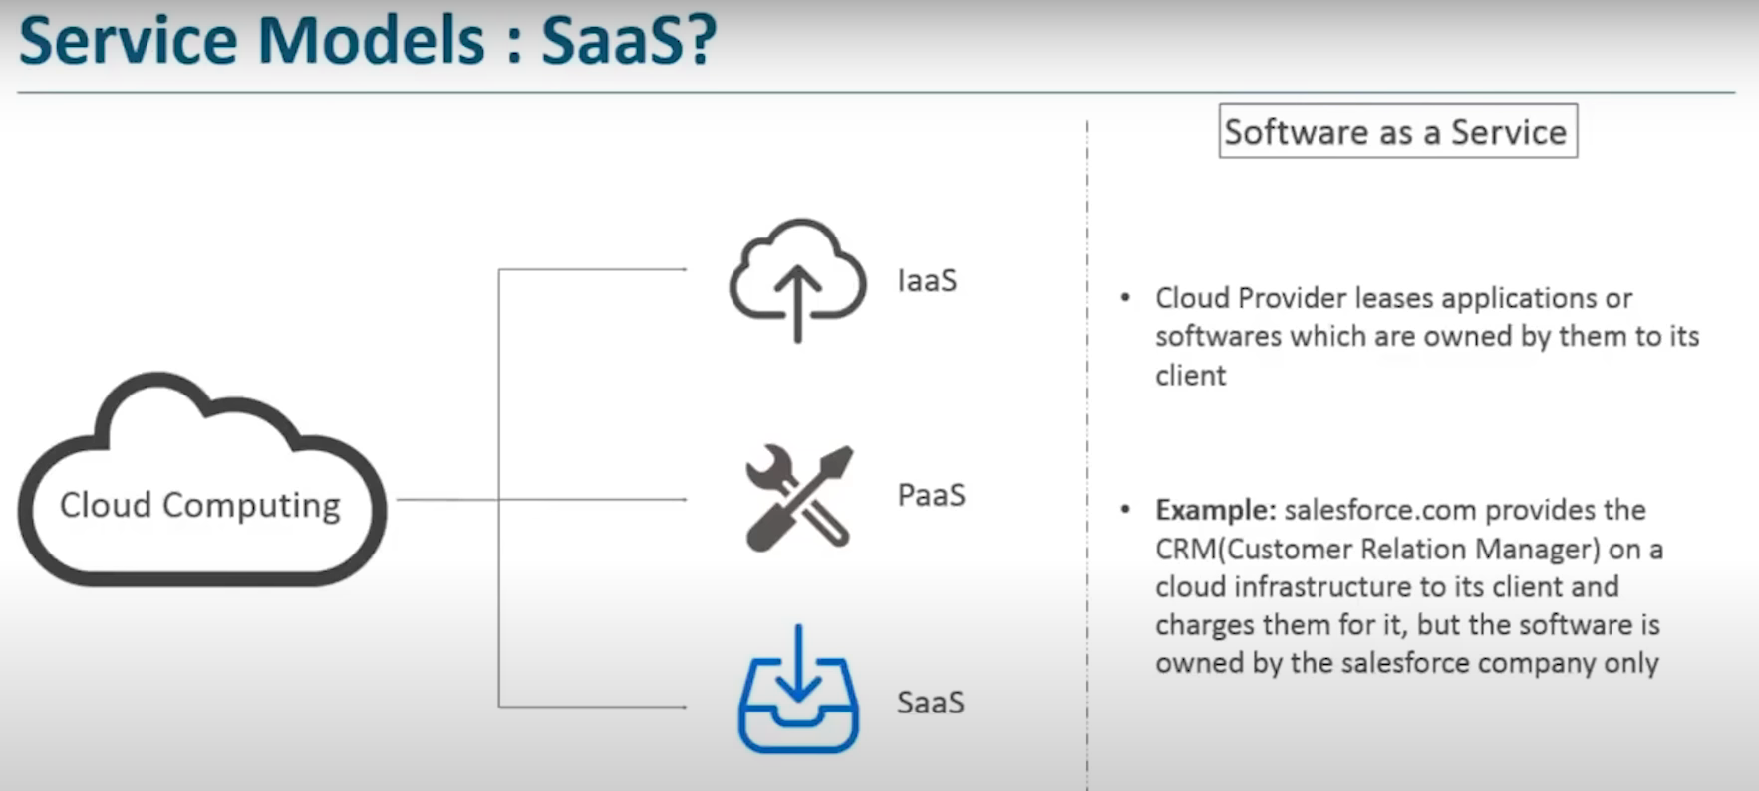 Service Models : SaaS?
Software as a Service
Cloud Computing
IaaS
PaaS
SaaS
• Cloud Provider leases applications or
softwares which are owned by them to its
client
• Example: salesforce.com provides the
CRM(Customer Relation Manager) on a
cloud infrastructure to its client and
charges them for it, but the software is
owned by the salesforce company only